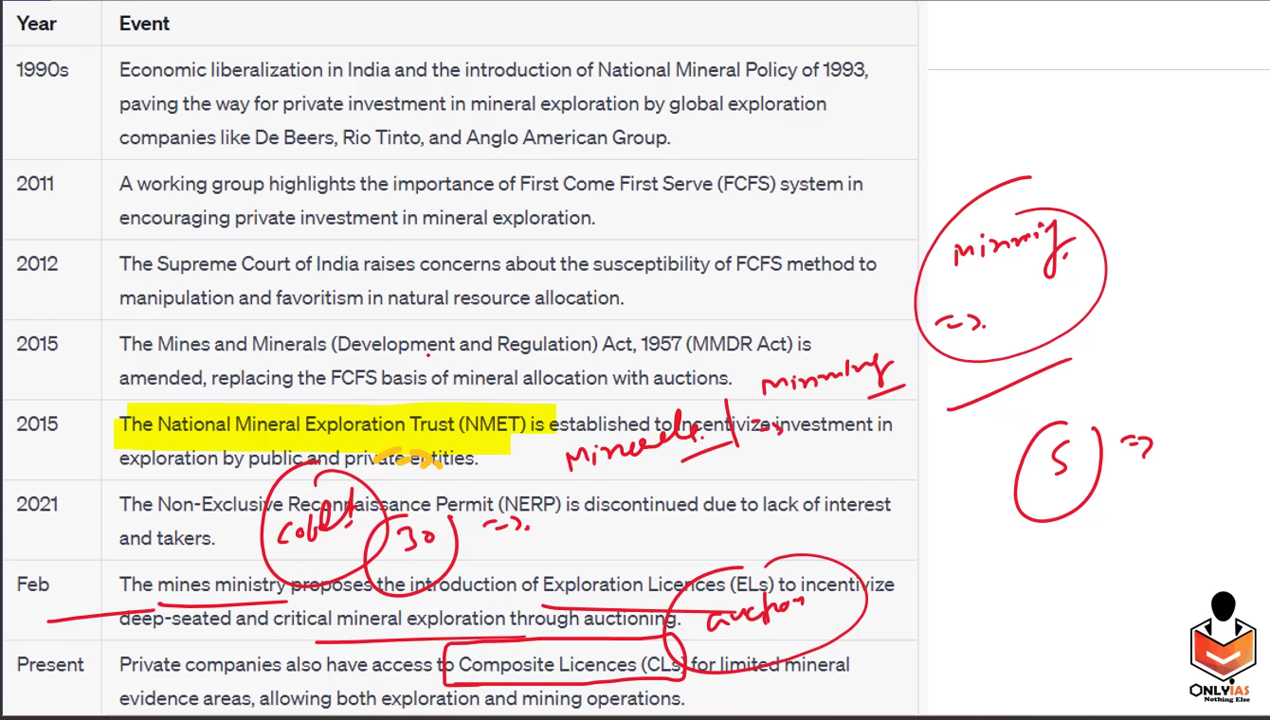 Year Event
1990s Economic liberalization in India and the introduction of National Mineral Policy of 1993,
paving the way for private investment in mineral exploration by global exploration
companies like De Beers, Rio Tinto, and Anglo American Group.
2011 A working group highlights the importance of First Come First Serve (FCFS) system in
encouraging private investment in mineral exploration.
2012 The Supreme Court of India raises concerns about the susceptibility of FCFS method to
manipulation and favoritism in natural resource allocation.
2015 The Mines and Minerals (Development and Regulation) Act, 1957 (MMDR Act) is
amended, replacing the FCFS basis of mineral allocation with auctions.
2015 The National Mineral Exploration Trust (NMET) is established to incentivize investment in
exploration by public and private entities.
2021 The Non-Exclusive Reconnaissance Permit (NERP) is discontinued due to lack of interest
and takers.
Feb The mines ministry proposes the introduction of Exploration Licences (ELs) to incentivize
deep-seated and critical mineral exploration through auctioning.
Present Private companies also have access to Composite Licences (CLs) for limited mineral
evidence areas, allowing both exploration and mining operations.
Minerals
30
auction
5
ONLYIAS
Nothing Else